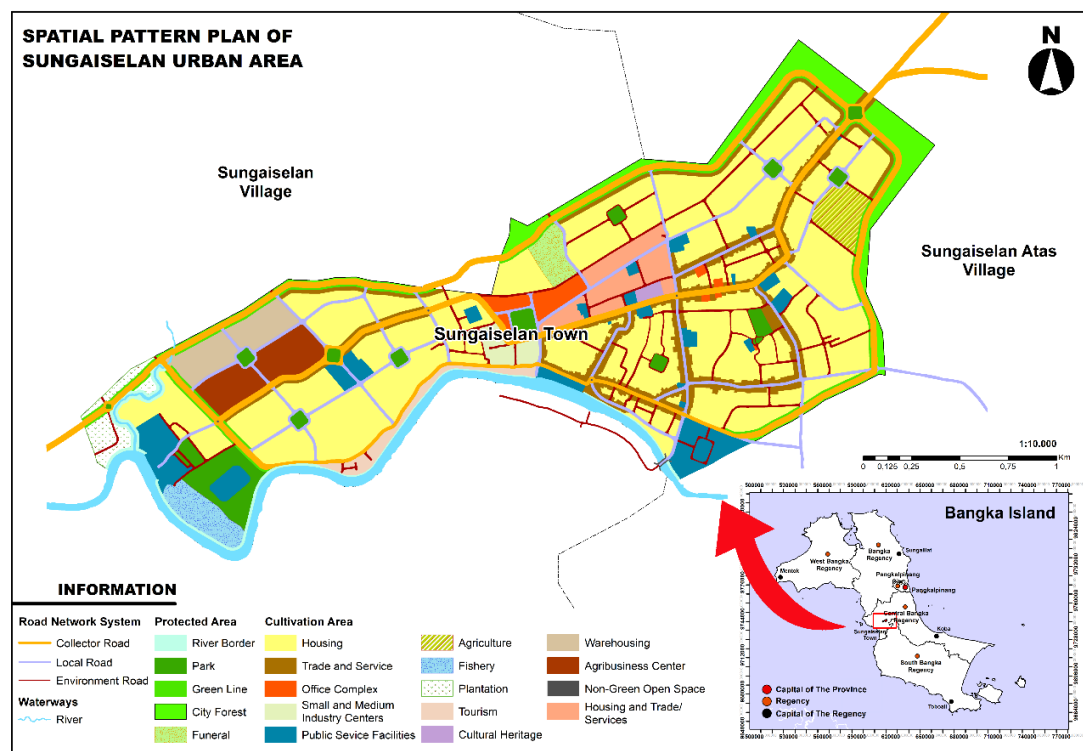 SPATIAL PATTERN PLAN OF
SUNGAISELAN URBAN AREA
N
Sungaiselan
Village
Sungaiselan Atas
Village
Sungaiselan Town
1:10.000
Km
0 0.125 0.25 0,5 0,75 1
Bangka Island
West Bangka
Regency
Bangka
Regency
Sungailiat
Mentok
Pangkalpinang
Pangkalpinang
Central Bangka
Regency
Koba
Sungaiselan
Town
South Bangka
Regency
Toboali
Capital of The Province
Regency
Capital of The Regency
INFORMATION
Road Network System
Collector Road
Local Road
Environment Road
Waterways
River
Protected Area
River Border
Park
Green Line
City Forest
Funeral
Cultivation Area
Housing
Trade and Service
Office Complex
Small and Medium
Industry Centers
Public Sevice Facilities
Agriculture
Fishery
Plantation
Tourism
Cultural Heritage
Warehousing
Agribusiness Center
Non-Green Open Space
Housing and Trade/
Services